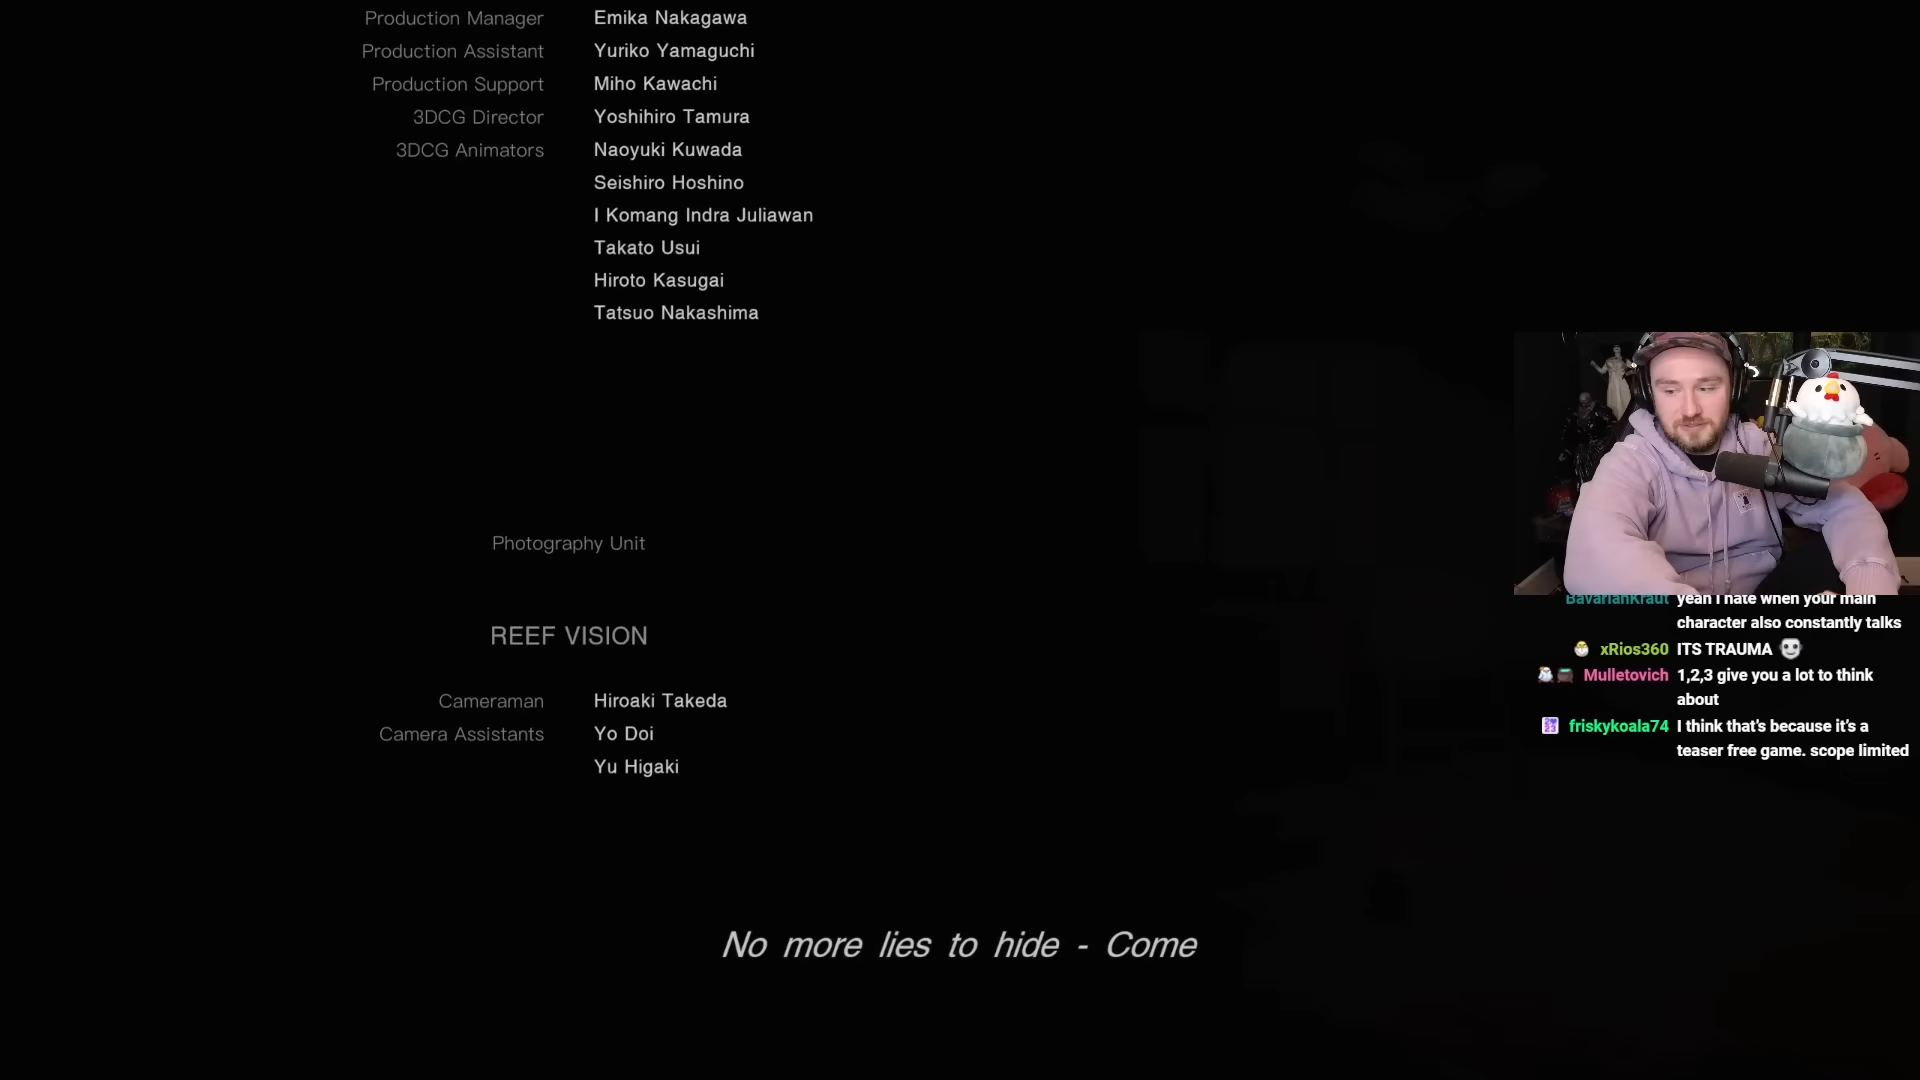 Production Manager Emika Nakagawa
Production Assistant Yuriko Yamaguchi
Production Support Miho Kawachi
3DCG Director Yoshihiro Tamura
3DCG Animators Naoyuki Kuwada
Seishiro Hoshino
I Komang Indra Juliawan
Takato Usui
Hiroto Kasugai
Tatsuo Nakashima
Photography Unit
REEF VISION
Cameraman Hiroaki Takeda
Camera Assistants Yo Doi
Yu Higaki
No more lies to hide - Come
BavarianKraut yeah I hate when your main
character also constantly talks
xRios360 ITS TRAUMA
Mulletovich 1,2,3 give you a lot to think
about
friskykoala74 I think that's because it's a
teaser free game. scope limited